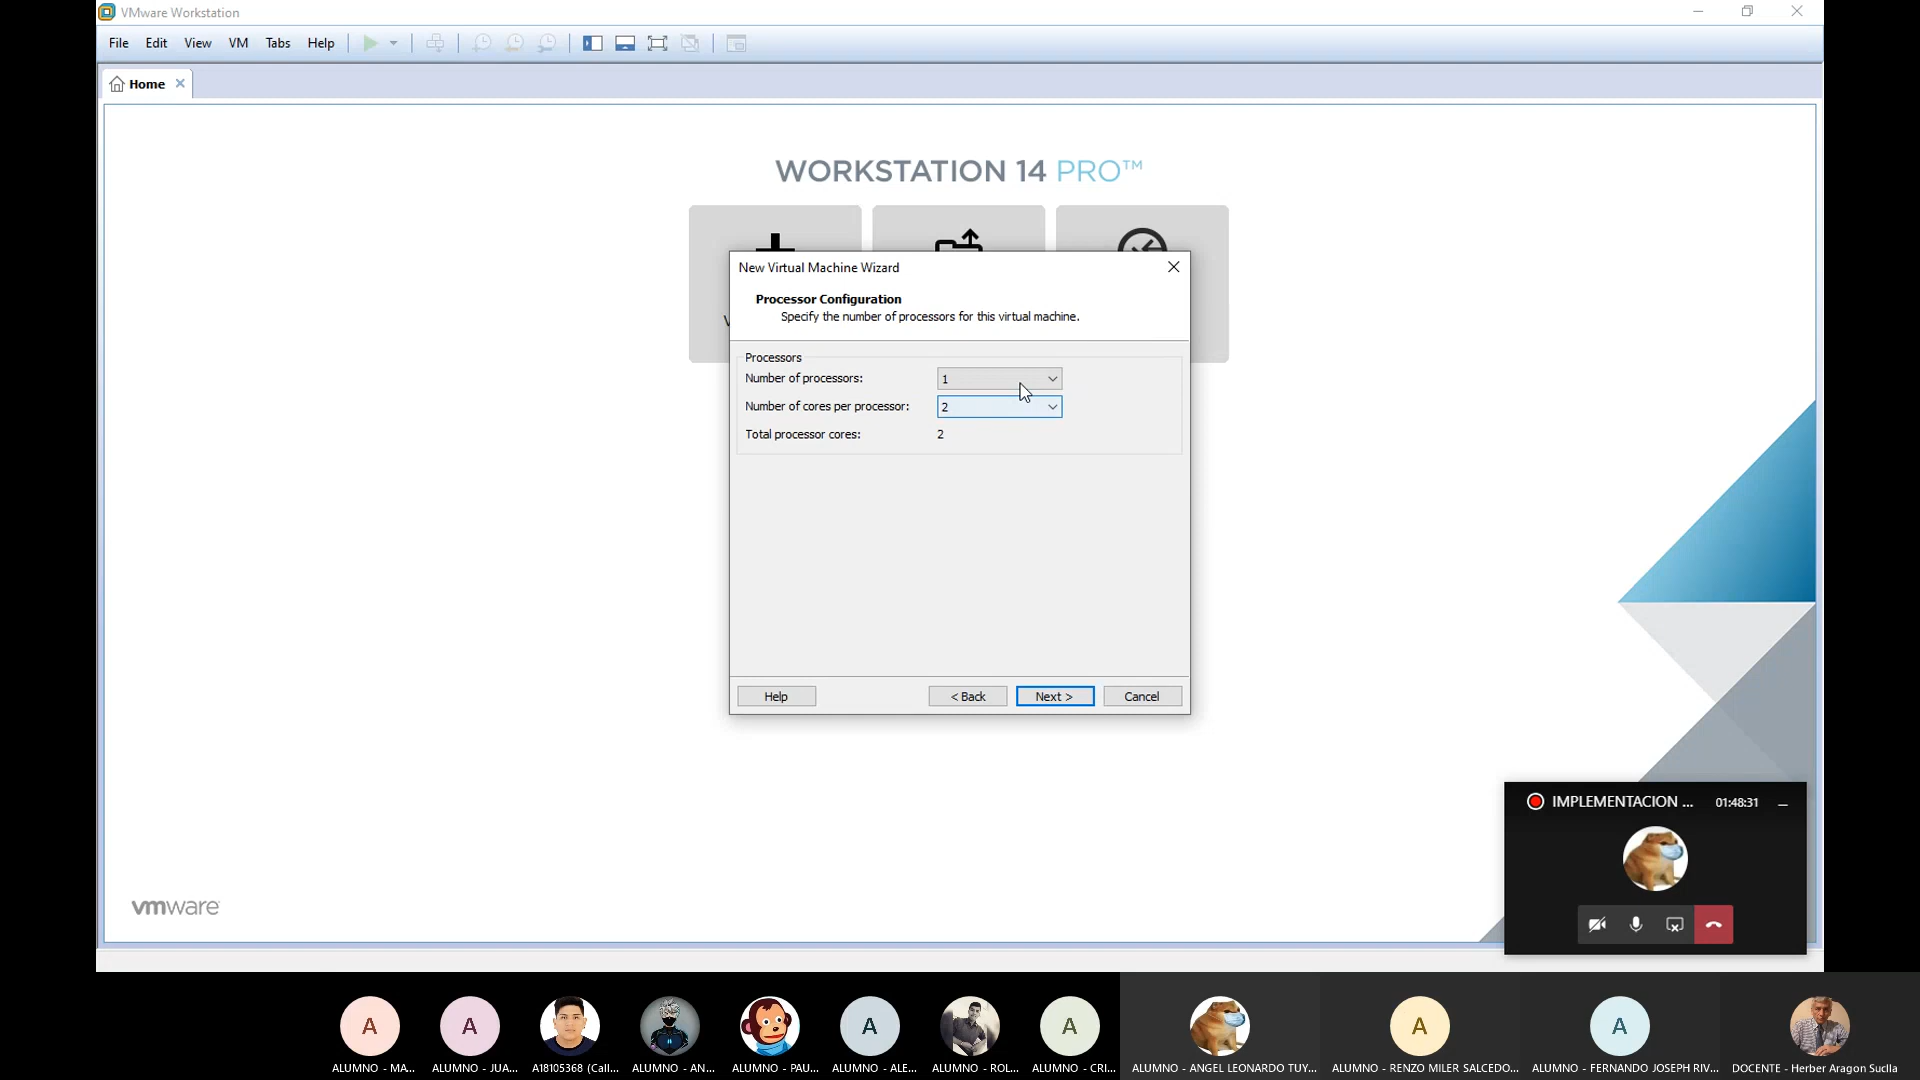 VMware Workstation
File Edit View VM Tabs Help
Home
WORKSTATION 14 PRO™
New Virtual Machine Wizard
Processor Configuration
Specify the number of processors for this virtual machine.
Processors
Number of processors: 1
Number of cores per processor: 2
Total processor cores: 2
Help < Back Next > Cancel
IMPLEMENTACION ... 01:48:31
vmware
A A A A A A
ALUMNO - MA... ALUMNO - JUA... A18105368 (Call... ALUMNO - AN... ALUMNO - PAU... ALUMNO - ALE... ALUMNO - ROL... ALUMNO - CRI... ALUMNO - ANGEL LEONARDO TUY... ALUMNO - RENZO MILER SALCEDO... ALUMNO - FERNANDO JOSEPH RIV... DOCENTE - Herber Aragon Suclla